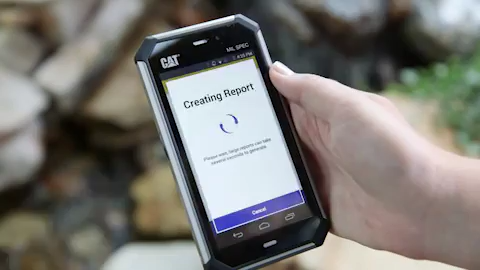 CAT
MIL SPEC
Creating Report
Please wait, large reports can take
several seconds to generate.
Cancel